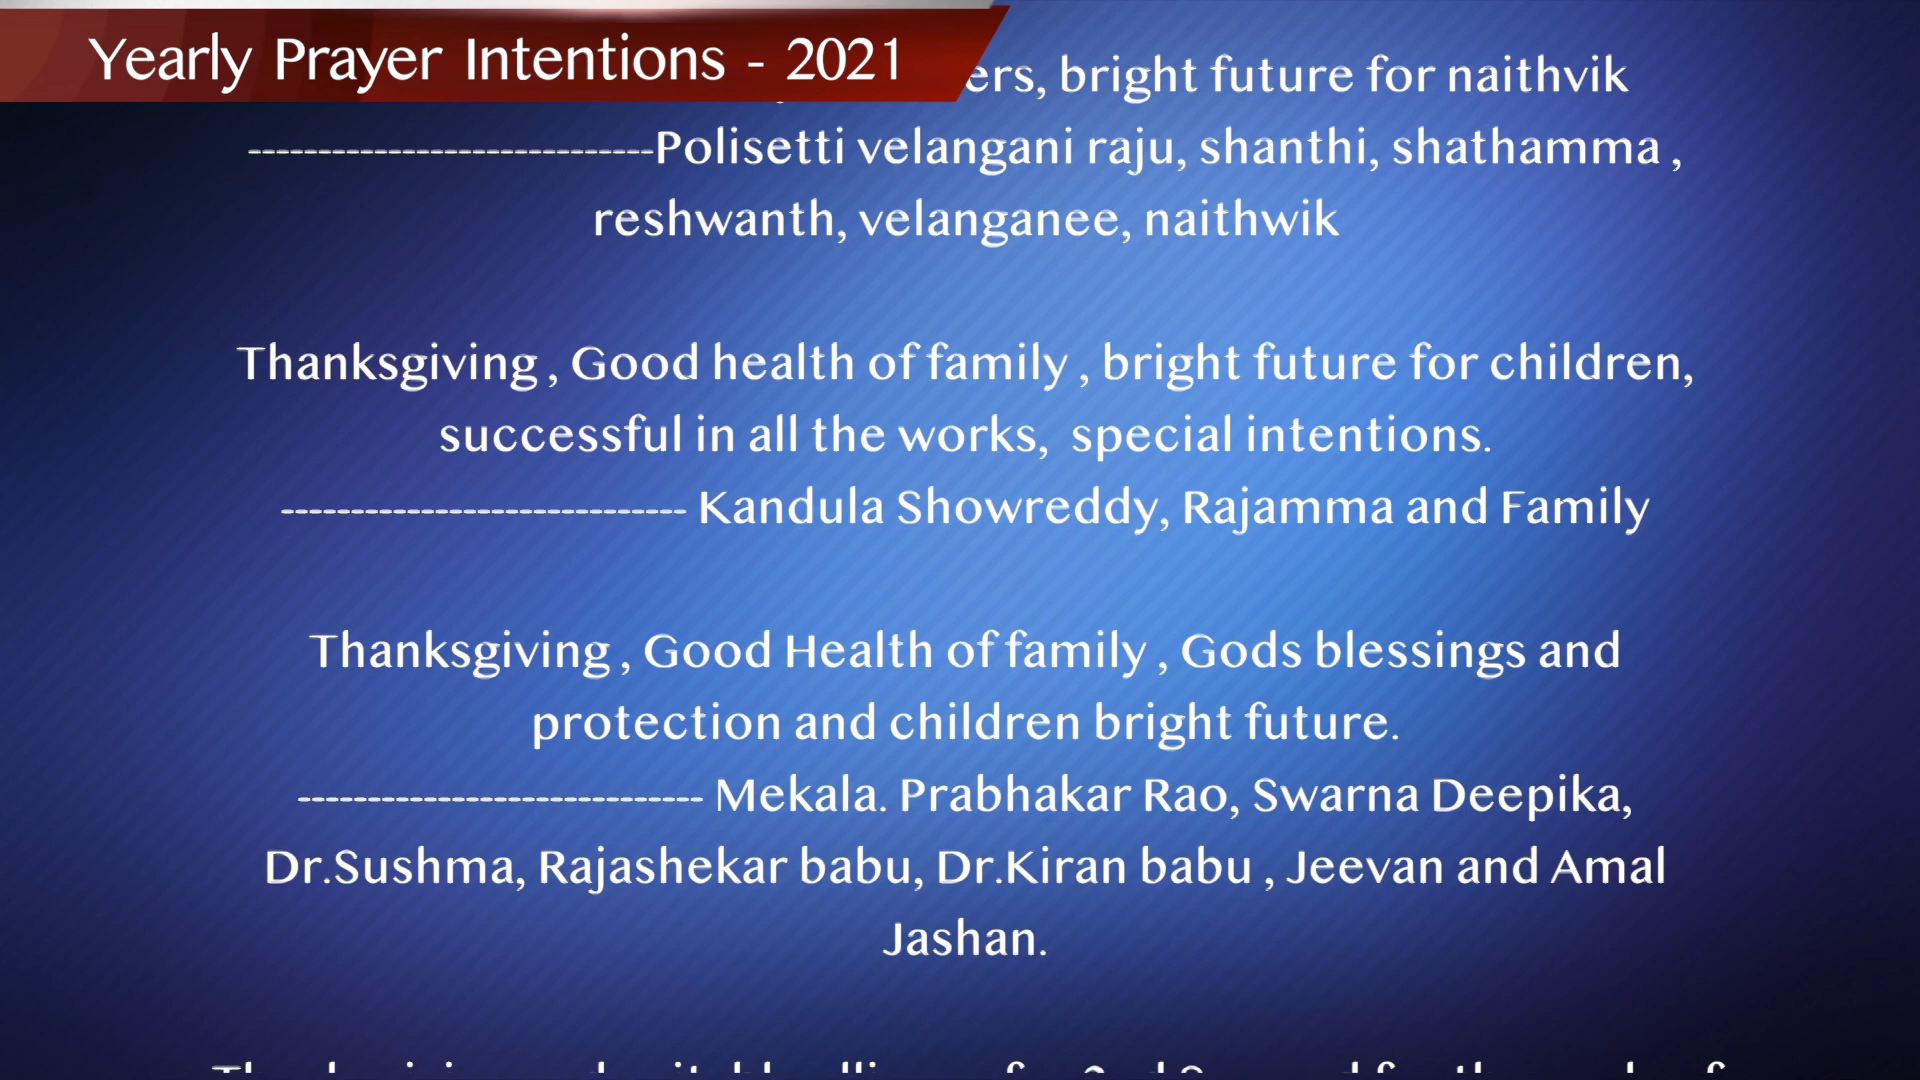 Yearly Prayer Intentions - 2021
bright future for naithvik
----------------------------Polisetti velangani raju, shanthi, shathamma ,
reshwanth, velanganee, naithwik
Thanksgiving , Good health of family , bright future for children,
successful in all the works,  special intentions.
---------------------------- Kandula Showreddy, Rajamma and Family
Thanksgiving , Good Health of family , Gods blessings and
protection and children bright future.
---------------------------- Mekala. Prabhakar Rao, Swarna Deepika,
Dr.Sushma, Rajashekar babu, Dr.Kiran babu , Jeevan and Amal
Jashan.